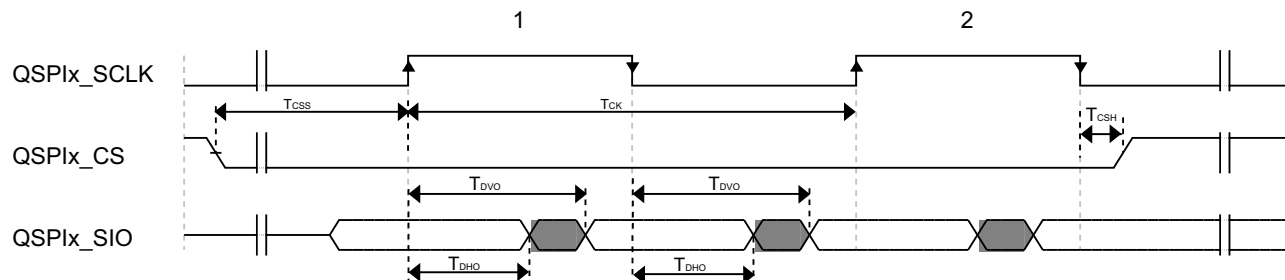 1 2
QSPIx_SCLK
TCSS TCK TCSH
QSPIx_CS
TDVO TDVO
QSPIx_SIO
TDHO TDHO